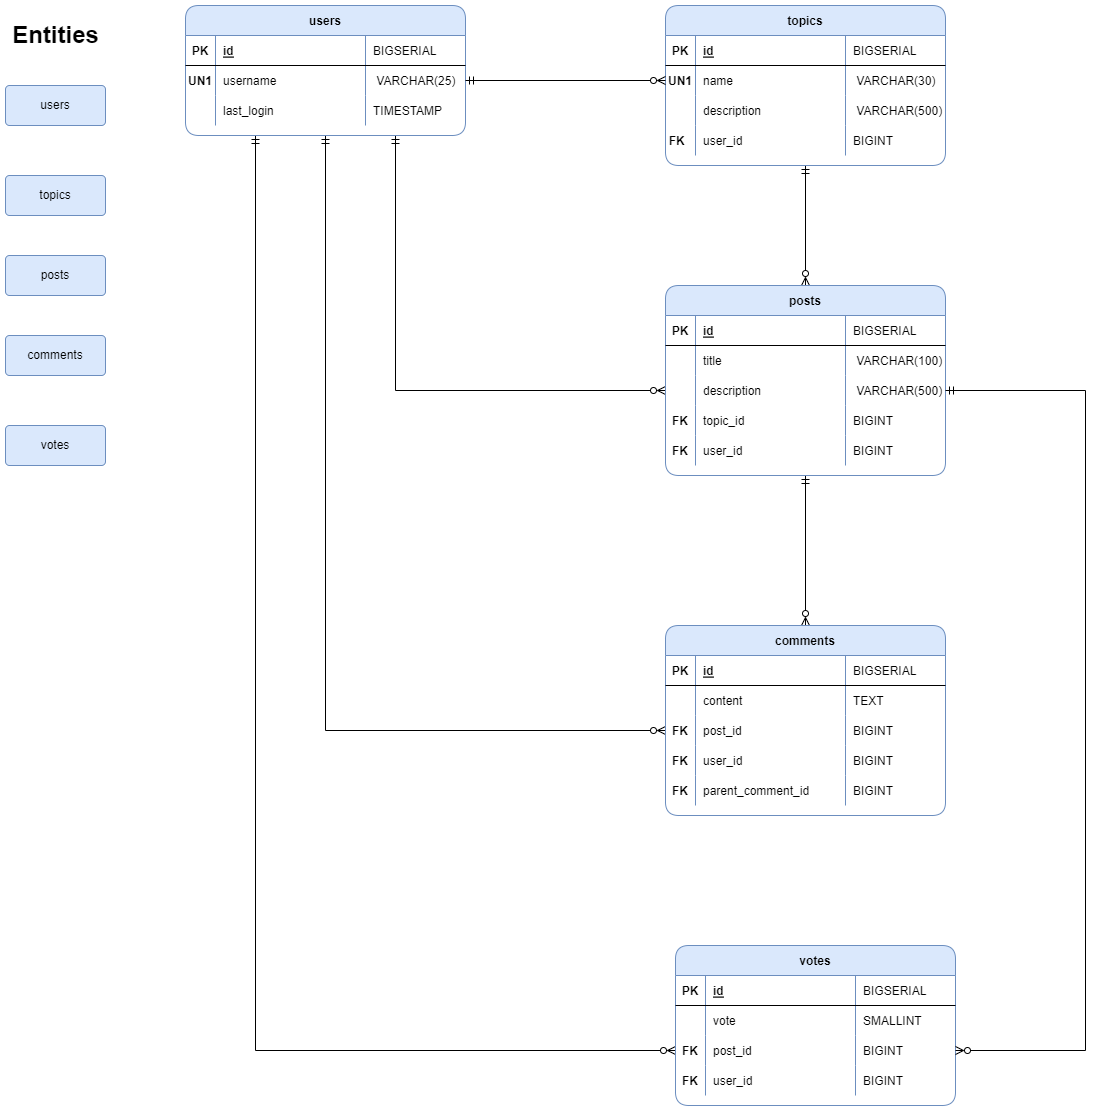 Entities
users
topics
posts
comments
votes
users
PK id BIGSERIAL
UN1 username VARCHAR(25)
last_login TIMESTAMP
topics
PK id BIGSERIAL
UN1 name VARCHAR(30)
description VARCHAR(500)
FK user_id BIGINT
posts
PK id BIGSERIAL
title VARCHAR(100)
description VARCHAR(500)
FK topic_id BIGINT
FK user_id BIGINT
comments
PK id BIGSERIAL
content TEXT
FK post_id BIGINT
FK user_id BIGINT
FK parent_comment_id BIGINT
votes
PK id BIGSERIAL
vote SMALLINT
FK post_id BIGINT
FK user_id BIGINT